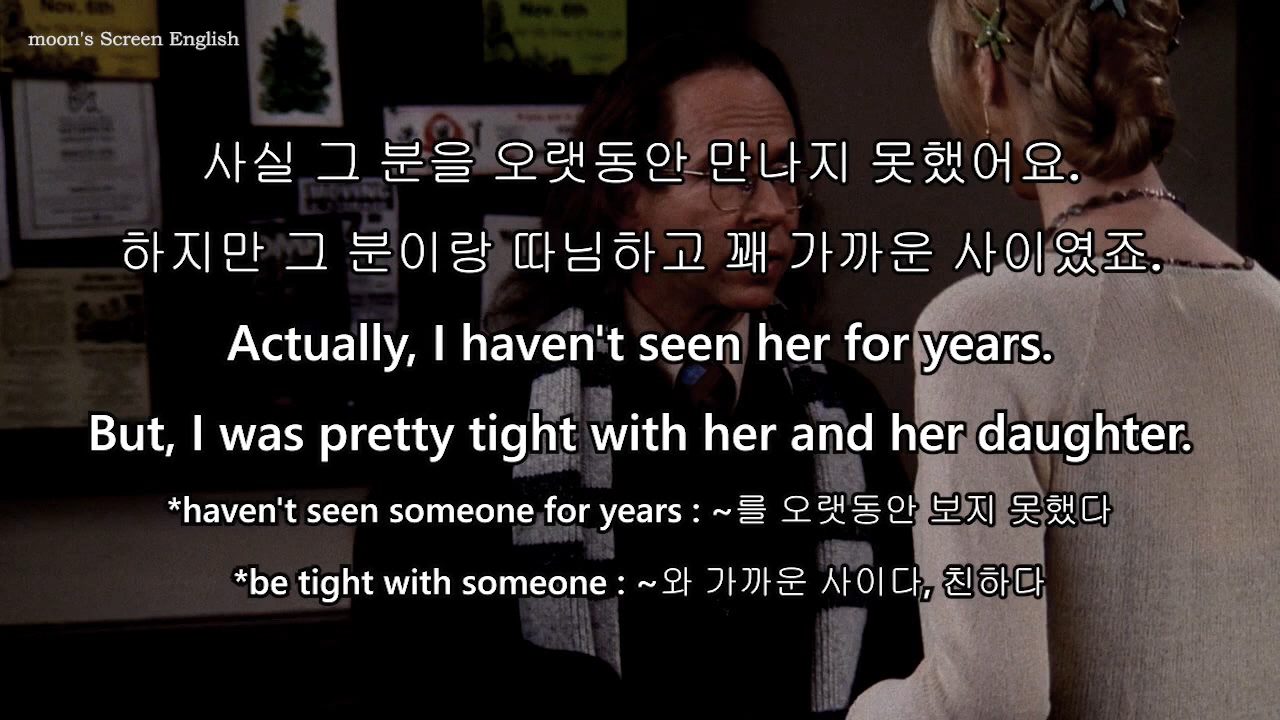 moon's Screen English
Nov. 6th
Nov. 6th
사실 그 분을 오랫동안 만나지 못했어요.
하지만 그 분이랑 따님하고 꽤 가까운 사이였죠.
Actually, I haven't seen her for years.
But, I was pretty tight with her and her daughter.
*haven't seen someone for years : ~를 오랫동안 보지 못했다
*be tight with someone : ~와 가까운 사이다, 친하다